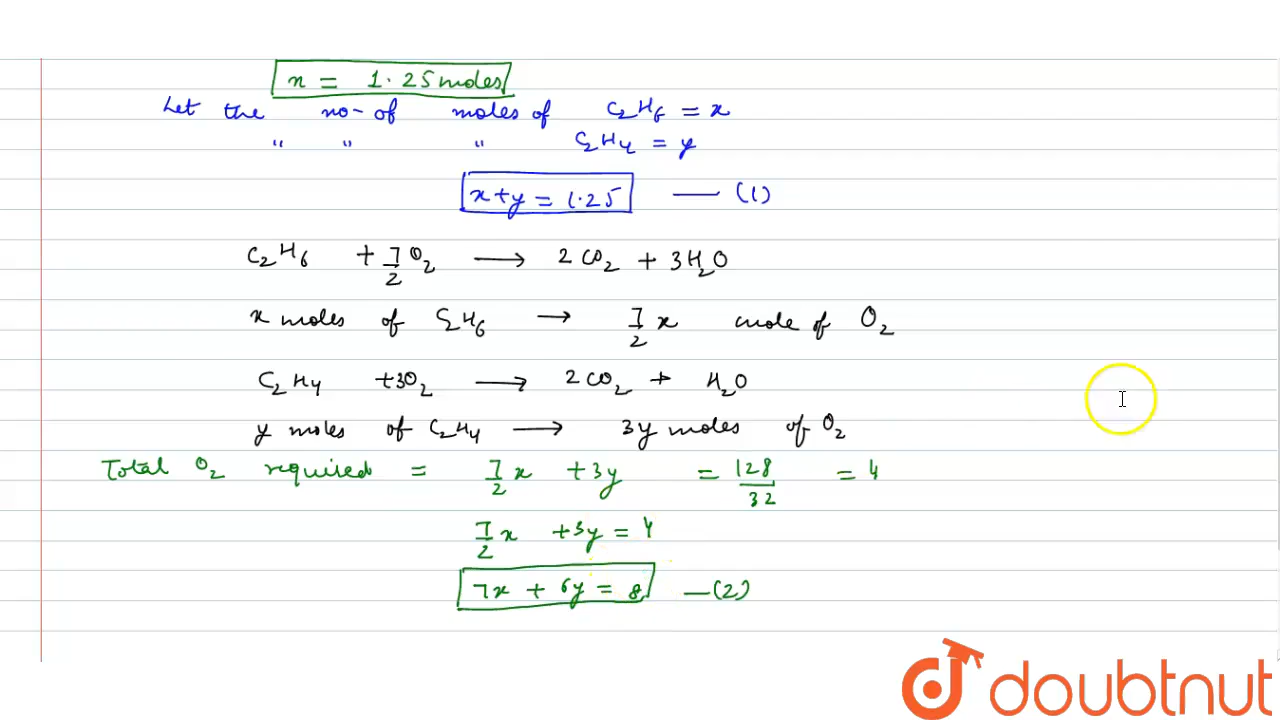 x = 1.25 moles
Let the no- of moles of C2H6 = x
" " " C2H4 = y
x+y = 1.25 —— (1)
C2H6 + 7/2 O2 ⟶ 2CO2 + 3H2O
x moles of C2H6 ⟶ 7/2 x mole of O2
C2H4 +3O2 ⟶ 2CO2 + H2O
y moles of C2H4 ⟶ 3y moles of O2
Total O2 required = 7/2 x +3y = 128/32 = 4
7/2 x +3y = 4
7x + 6y = 8 —(2)
doubtnut